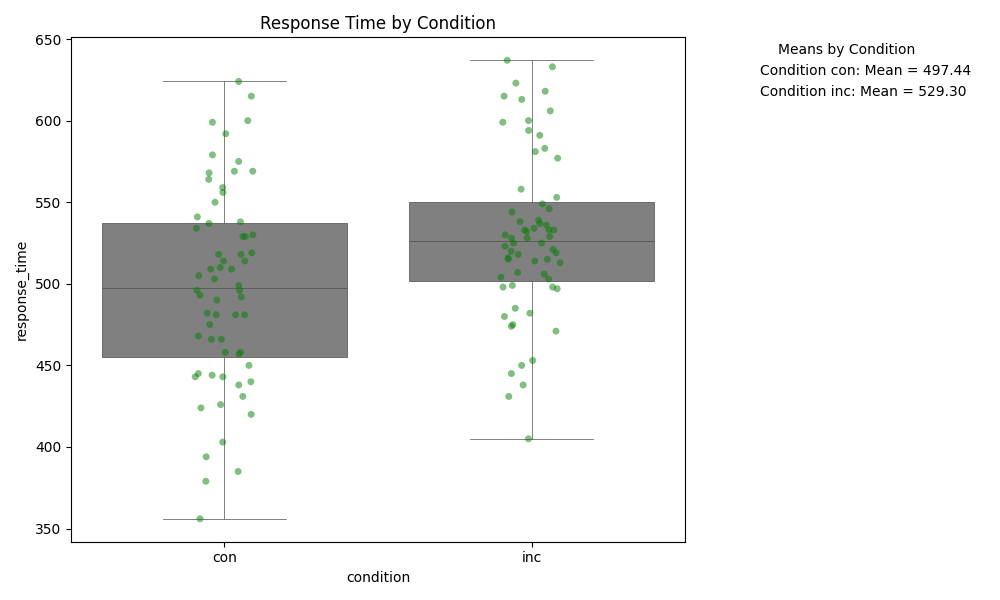 Response Time by Condition
Means by Condition
Condition con: Mean = 497.44
Condition inc: Mean = 529.30
response_time
650
600
550
500
450
400
350
con
inc
condition